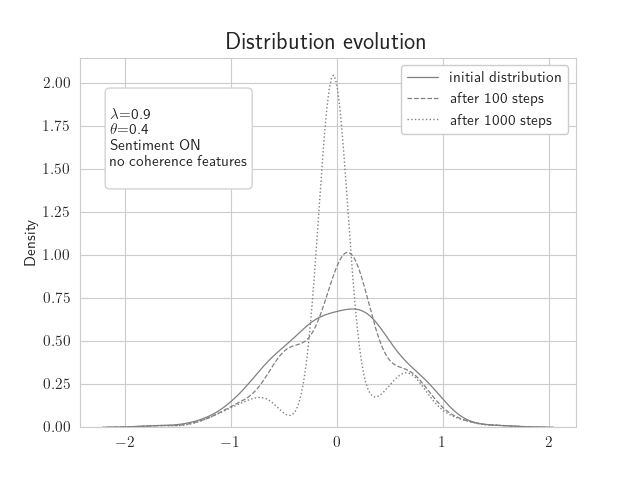 Distribution evolution
initial distribution
after 100 steps
after 1000 steps
λ=0.9
θ=0.4
Sentiment ON
no coherence features
Density
2.00
1.75
1.50
1.25
1.00
0.75
0.50
0.25
0.00
−2 −1 0 1 2